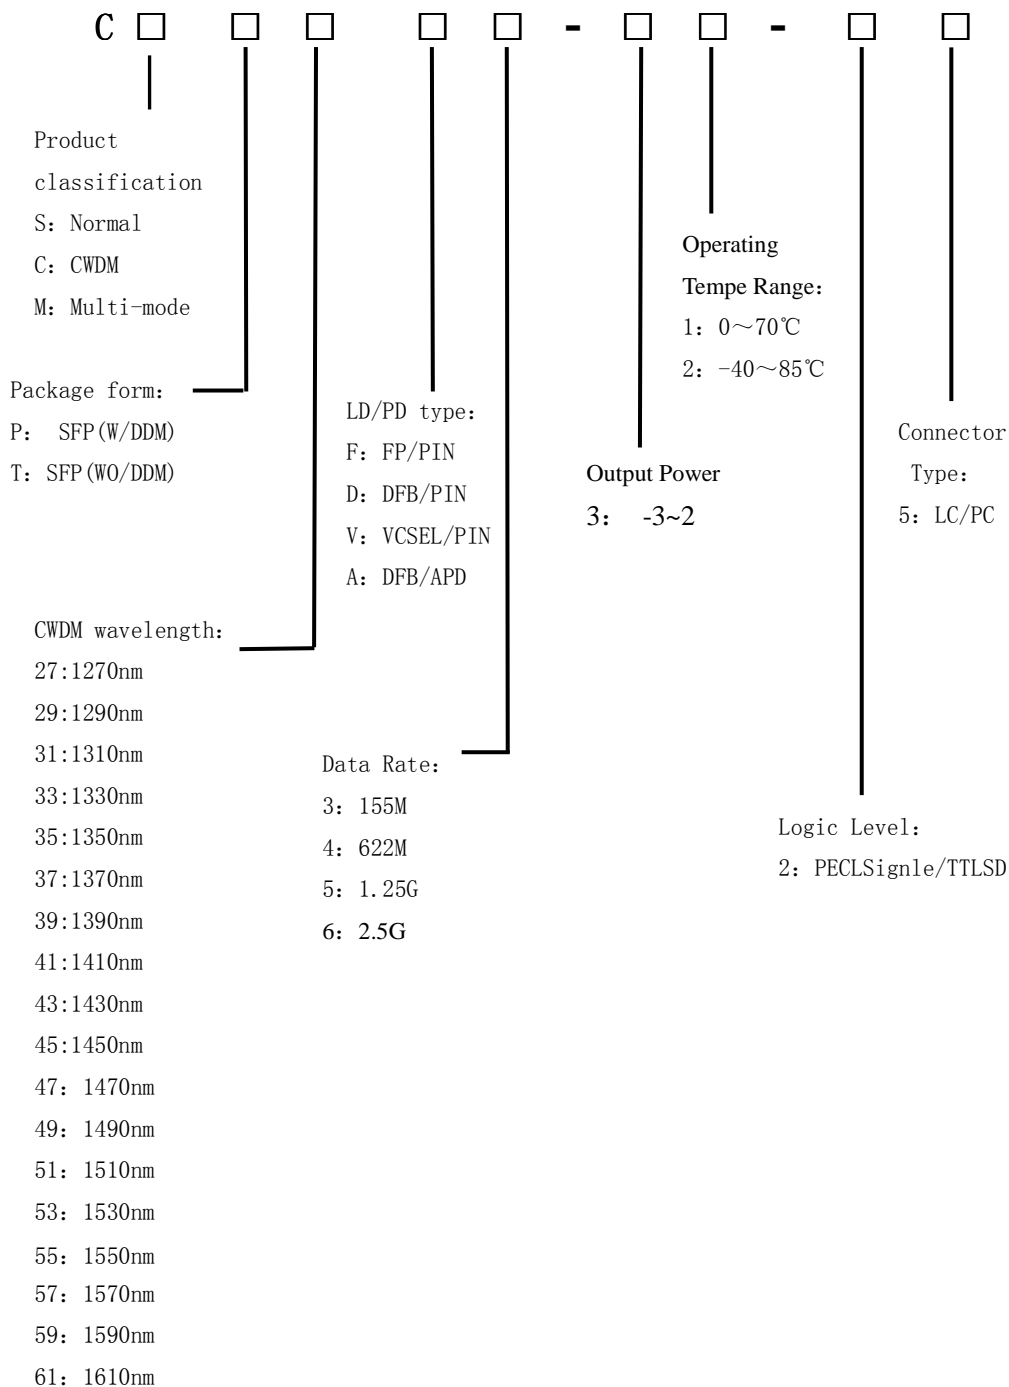 C □ □ □ □ □ - □ □ - □ □
Product
classification
S: Normal
C: CWDM
M: Multi-mode
Package form:
P: SFP(W/DDM)
T: SFP(WO/DDM)
CWDM wavelength:
27:1270nm
29:1290nm
31:1310nm
33:1330nm
35:1350nm
37:1370nm
39:1390nm
41:1410nm
43:1430nm
45:1450nm
47: 1470nm
49: 1490nm
51: 1510nm
53: 1530nm
55: 1550nm
57: 1570nm
59: 1590nm
61: 1610nm
LD/PD type:
F: FP/PIN
D: DFB/PIN
V: VCSEL/PIN
A: DFB/APD
Data Rate:
3: 155M
4: 622M
5: 1.25G
6: 2.5G
Output Power
3: -3~2
Operating
Tempe Range:
1: 0～70℃
2: -40～85℃
Logic Level:
2: PECLSignle/TTLSD
Connector
Type:
5: LC/PC